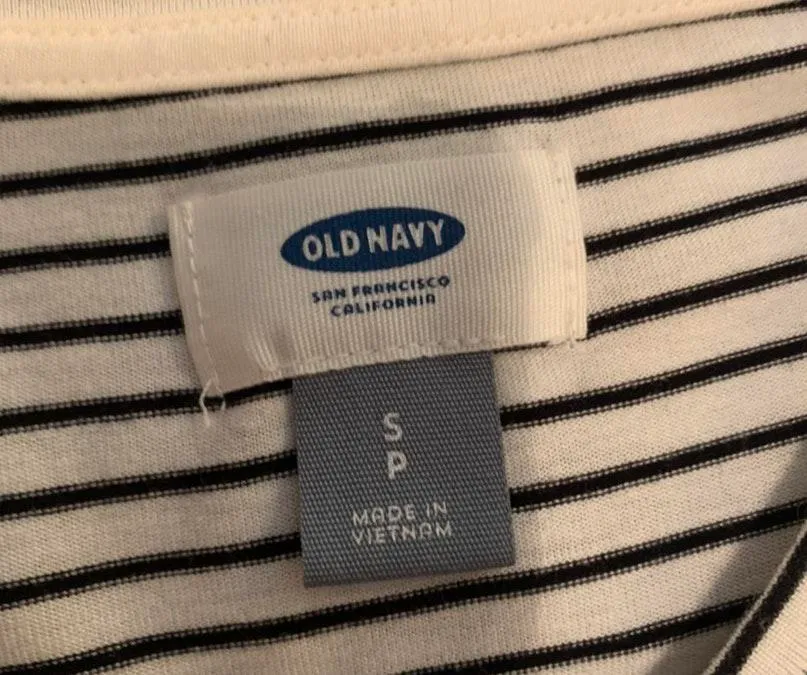 OLD NAVY
SAN FRANCISCO
CALIFORNIA
S
P
MADE IN
VIETNAM